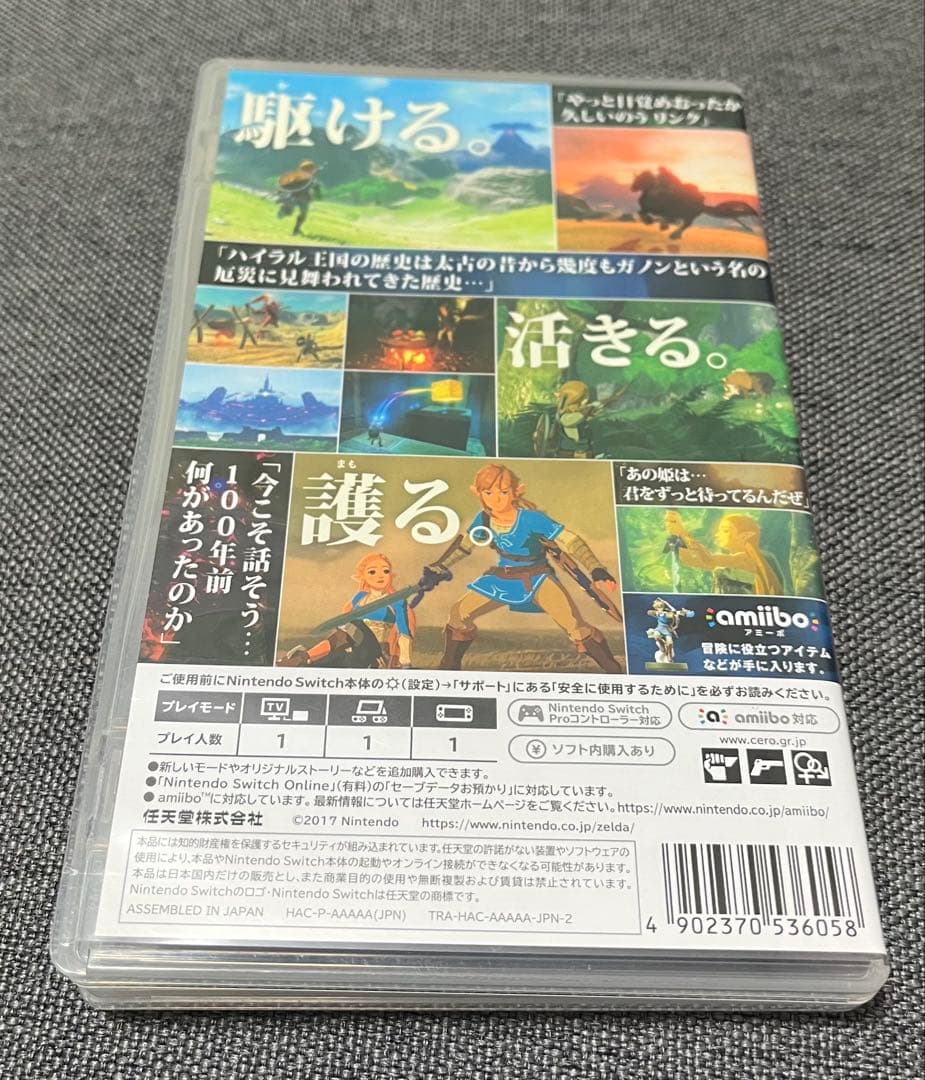 駆ける。
「やっと目覚めおったか
久しいのう リンク」
「ハイラル王国の歴史は太古の昔から幾度もガノンという名の
厄災に見舞われてきた歴史…」
活きる。
「今こそ話そう…
100年前
何があったのか」
まも
護る。
「あの姫は…
君をずっと待ってるんだぜ」
amiibo
アミーボ
冒険に役立つアイテム
などが手に入ります。
ご使用前にNintendo Switch本体の（設定）→「サポート」にある「安全に使用するために」を必ずお読みください。
プレイモード TV
プレイ人数 1 1 1
Nintendo Switch
Proコントローラー対応
amiibo 対応
¥ ソフト内購入あり
www.cero.gr.jp
●新しいモードやオリジナルストーリーなどを追加購入できます。
●「Nintendo Switch Online」(有料)の「セーブデータお預かり」に対応しています。
●amiibo™に対応しています。最新情報については任天堂ホームページをご覧ください。https://www.nintendo.co.jp/amiibo/
任天堂株式会社 ©2017 Nintendo https://www.nintendo.co.jp/zelda/
本品には知的財産権を保護するセキュリティが組み込まれています。任天堂の許諾がない装置やソフトウェアの
使用により、本品やNintendo Switch本体の起動やオンライン接続ができなくなる可能性があります。
本品は日本国内だけの販売とし、また商業目的の使用や無断複製および賃貸は禁止されています。
Nintendo Switchのロゴ・Nintendo Switchは任天堂の商標です。
ASSEMBLED IN JAPAN HAC-P-AAAAA(JPN) TRA-HAC-AAAAA-JPN-2
4 902370 536058